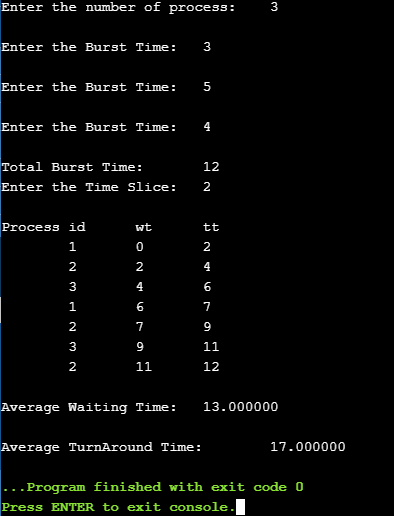 Enter the number of process:    3
Enter the Burst Time:   3
Enter the Burst Time:   5
Enter the Burst Time:   4
Total Burst Time:       12
Enter the Time Slice:   2
Process id      wt      tt
        1       0       2
        2       2       4
        3       4       6
        1       6       7
        2       7       9
        3       9       11
        2       11      12
Average Waiting Time:   13.000000
Average TurnAround Time:        17.000000
...Program finished with exit code 0
Press ENTER to exit console.